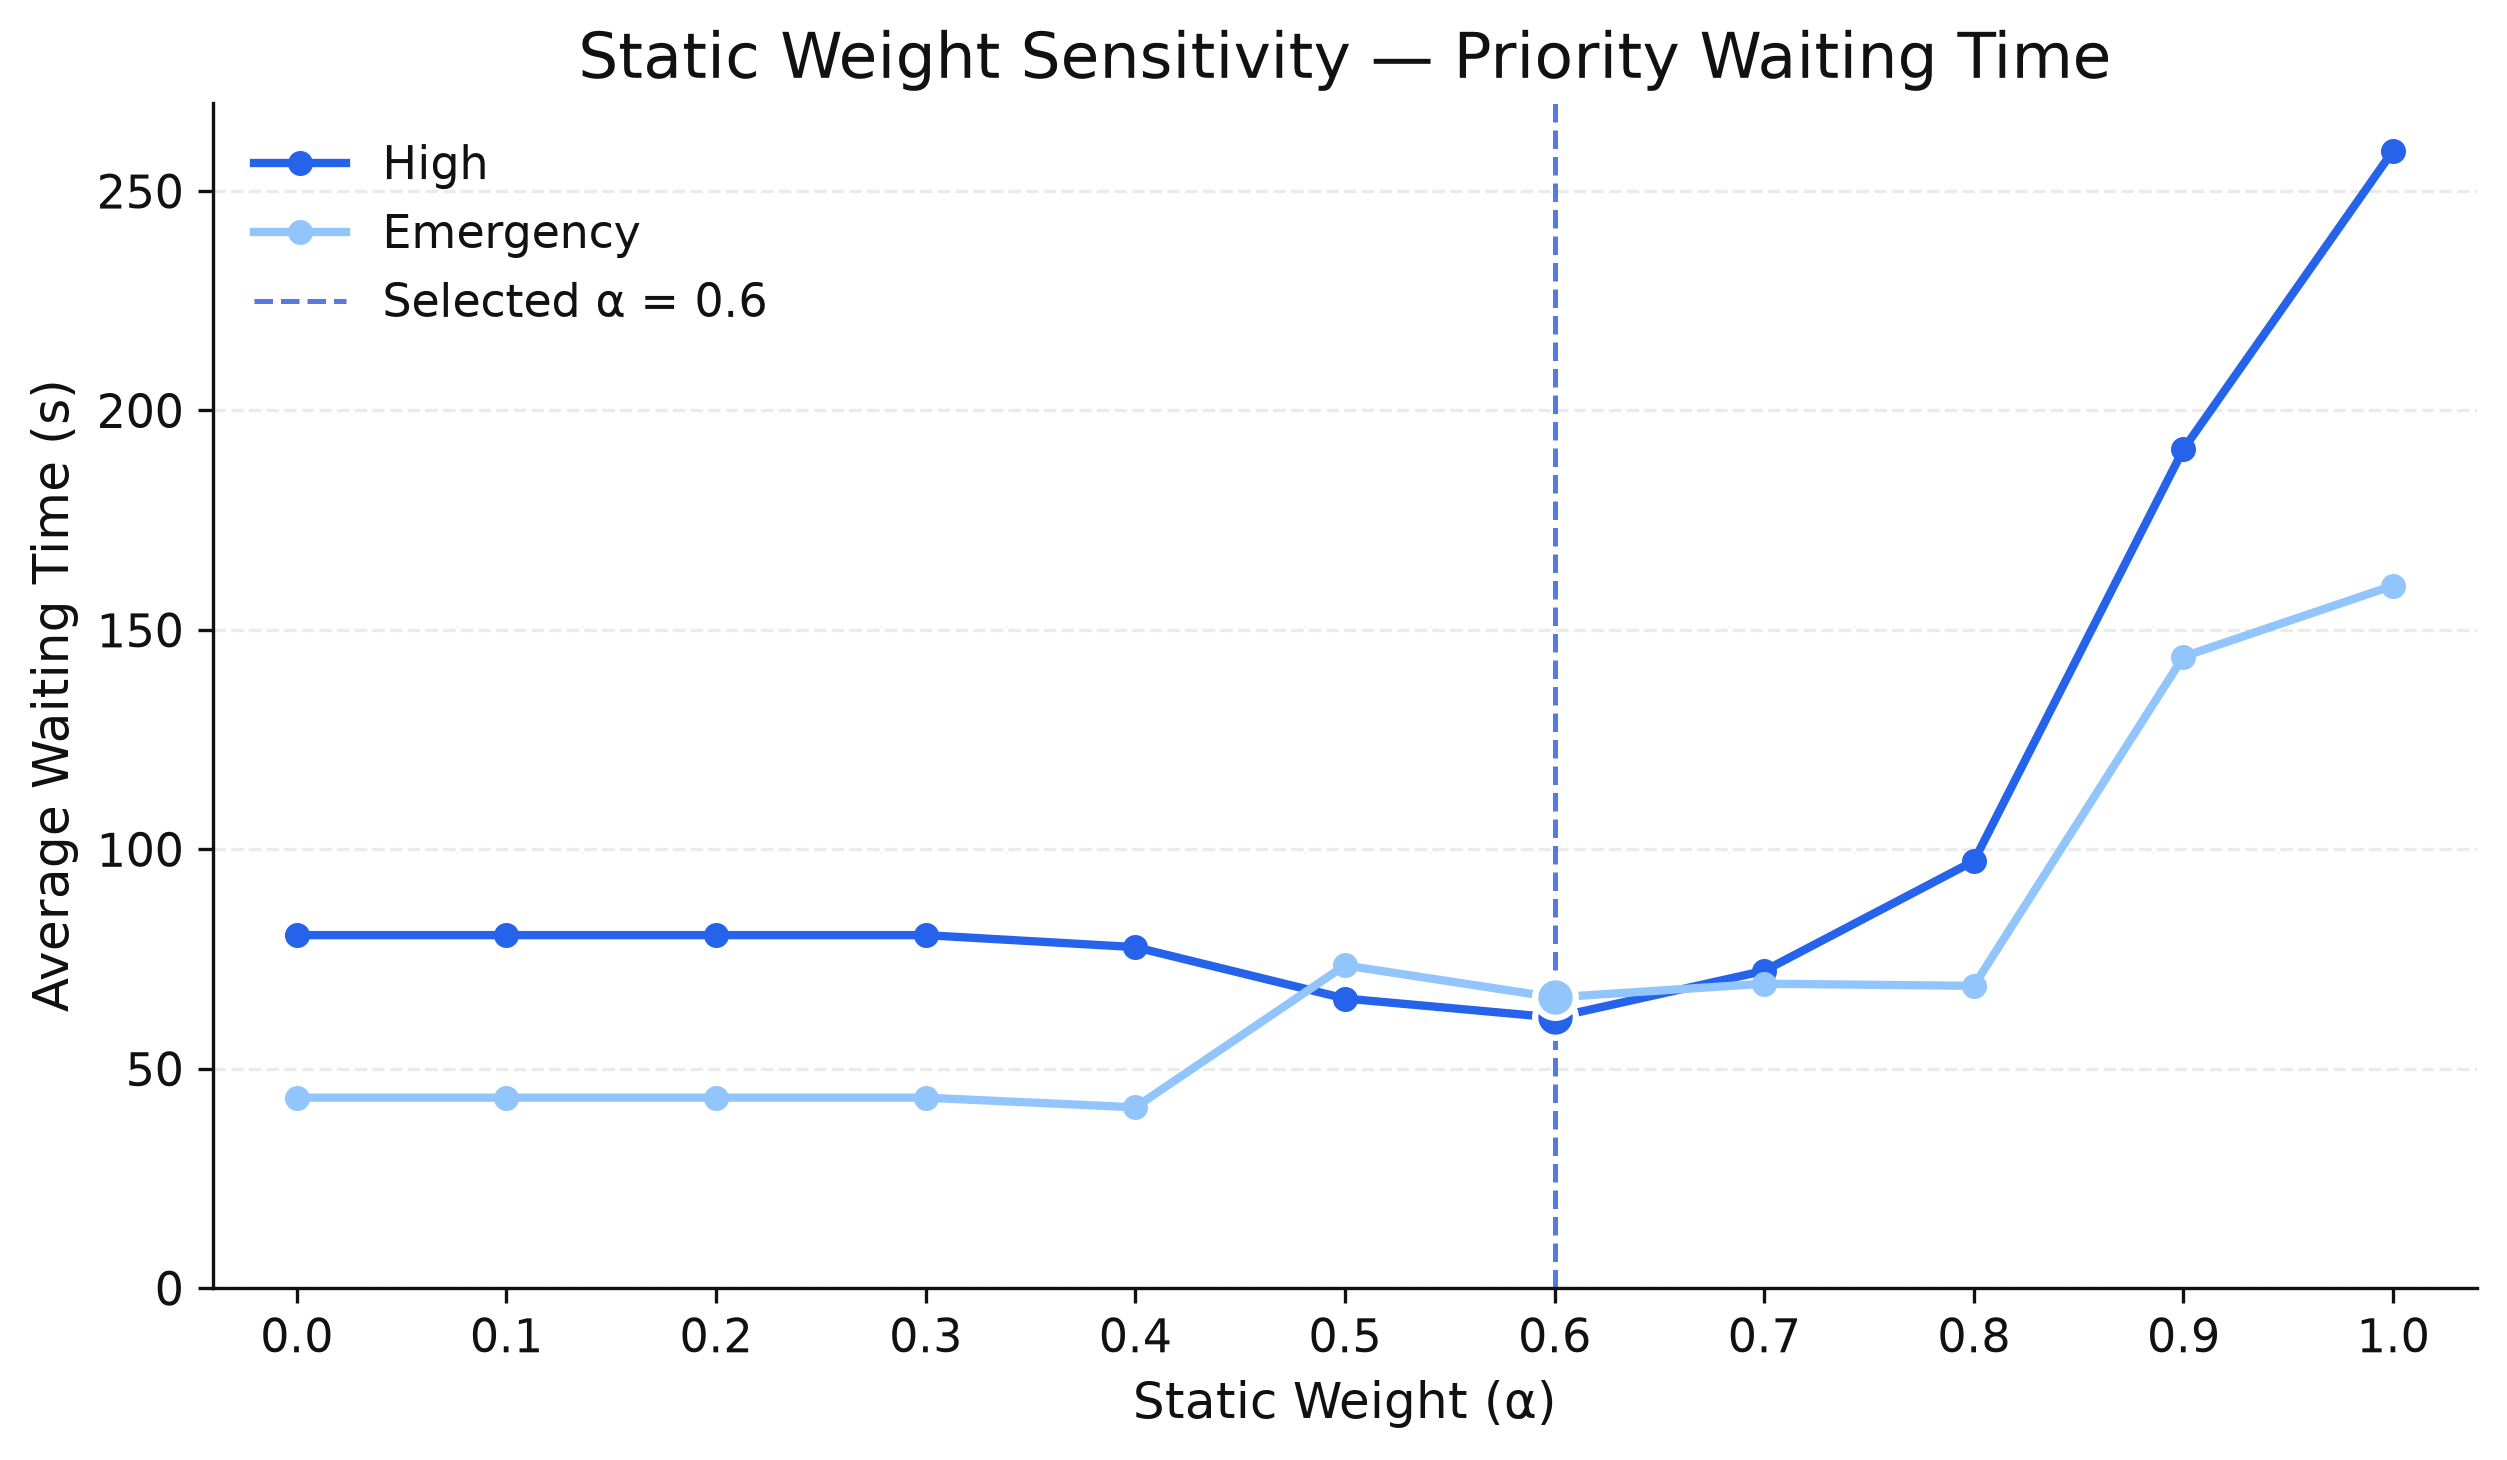 Static Weight Sensitivity — Priority Waiting Time
High
Emergency
Selected α = 0.6
Average Waiting Time (s)
250
200
150
100
50
0
0.0 0.1 0.2 0.3 0.4 0.5 0.6 0.7 0.8 0.9 1.0
Static Weight (α)